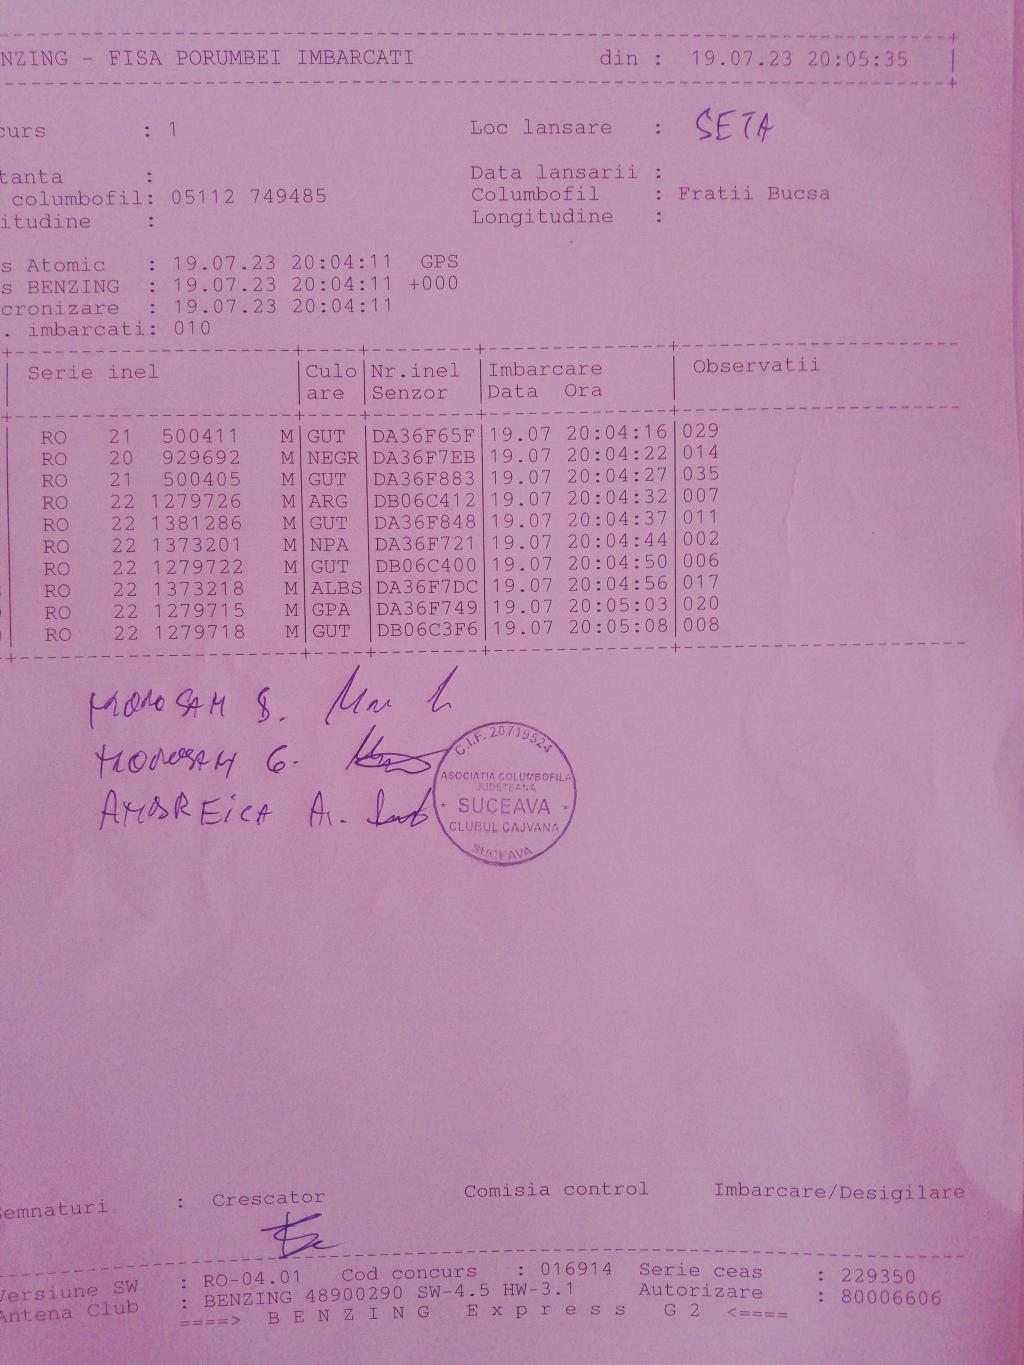 NZING - FISA PORUMBEI IMBARCATI din : 19.07.23 20:05:35
curs : 1 Loc lansare : SETA
tanta : Data lansarii :
columbofil: 05112 749485 Columbofil : Fratii Bucsa
itudine : Longitudine :
s Atomic : 19.07.23 20:04:11 GPS
s BENZING : 19.07.23 20:04:11 +000
cronizare : 19.07.23 20:04:11
. imbarcati: 010
Serie inel Culo Nr.inel Imbarcare Observatii
are Senzor Data Ora
RO 21 500411 M GUT DA36F65F 19.07 20:04:16 029
RO 20 929692 M NEGR DA36F7EB 19.07 20:04:22 014
RO 21 500405 M GUT DA36F883 19.07 20:04:27 035
RO 22 1279726 M ARG DB06C412 19.07 20:04:32 007
RO 22 1381286 M GUT DA36F848 19.07 20:04:37 011
RO 22 1373201 M NPA DA36F721 19.07 20:04:44 002
RO 22 1279722 M GUT DB06C400 19.07 20:04:50 006
RO 22 1373218 M ALBS DA36F7DC 19.07 20:04:56 017
RO 22 1279715 M GPA DA36F749 19.07 20:05:03 020
RO 22 1279718 M GUT DB06C3F6 19.07 20:05:08 008
G.
A.
C.I.F. 20719524
ASOCIATIA COLUMBOFILA
JUDETEANA
SUCEAVA
CLUBUL CAJVANA
SUCEAVA
emnaturi : Crescator Comisia control Imbarcare/Desigilare
Versiune SW : RO-04.01 Cod concurs : 016914 Serie ceas : 229350
Antena Club : BENZING 48900290 SW-4.5 HW-3.1 Autorizare : 80006606
====> B E N Z I N G E x p r e s s G 2 <====